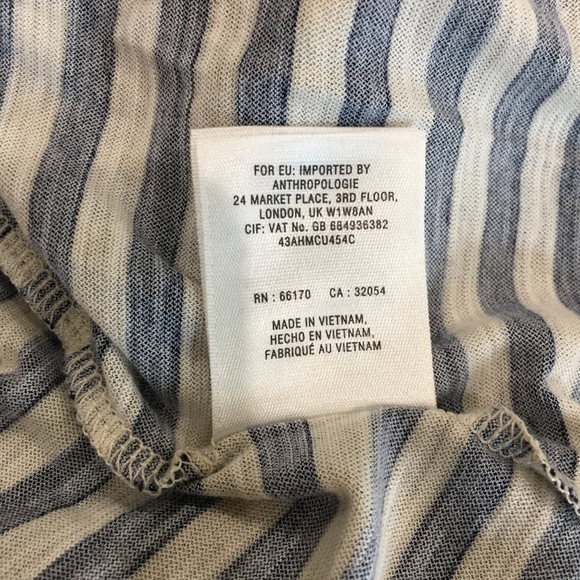 FOR EU: IMPORTED BY
ANTHROPOLOGIE
24 MARKET PLACE, 3RD FLOOR,
LONDON, UK W1W8AN
CIF: VAT No. GB 684936382
43AHMCU454C
RN : 66170 CA : 32054
MADE IN VIETNAM,
HECHO EN VIETNAM,
FABRIQUÉ AU VIETNAM